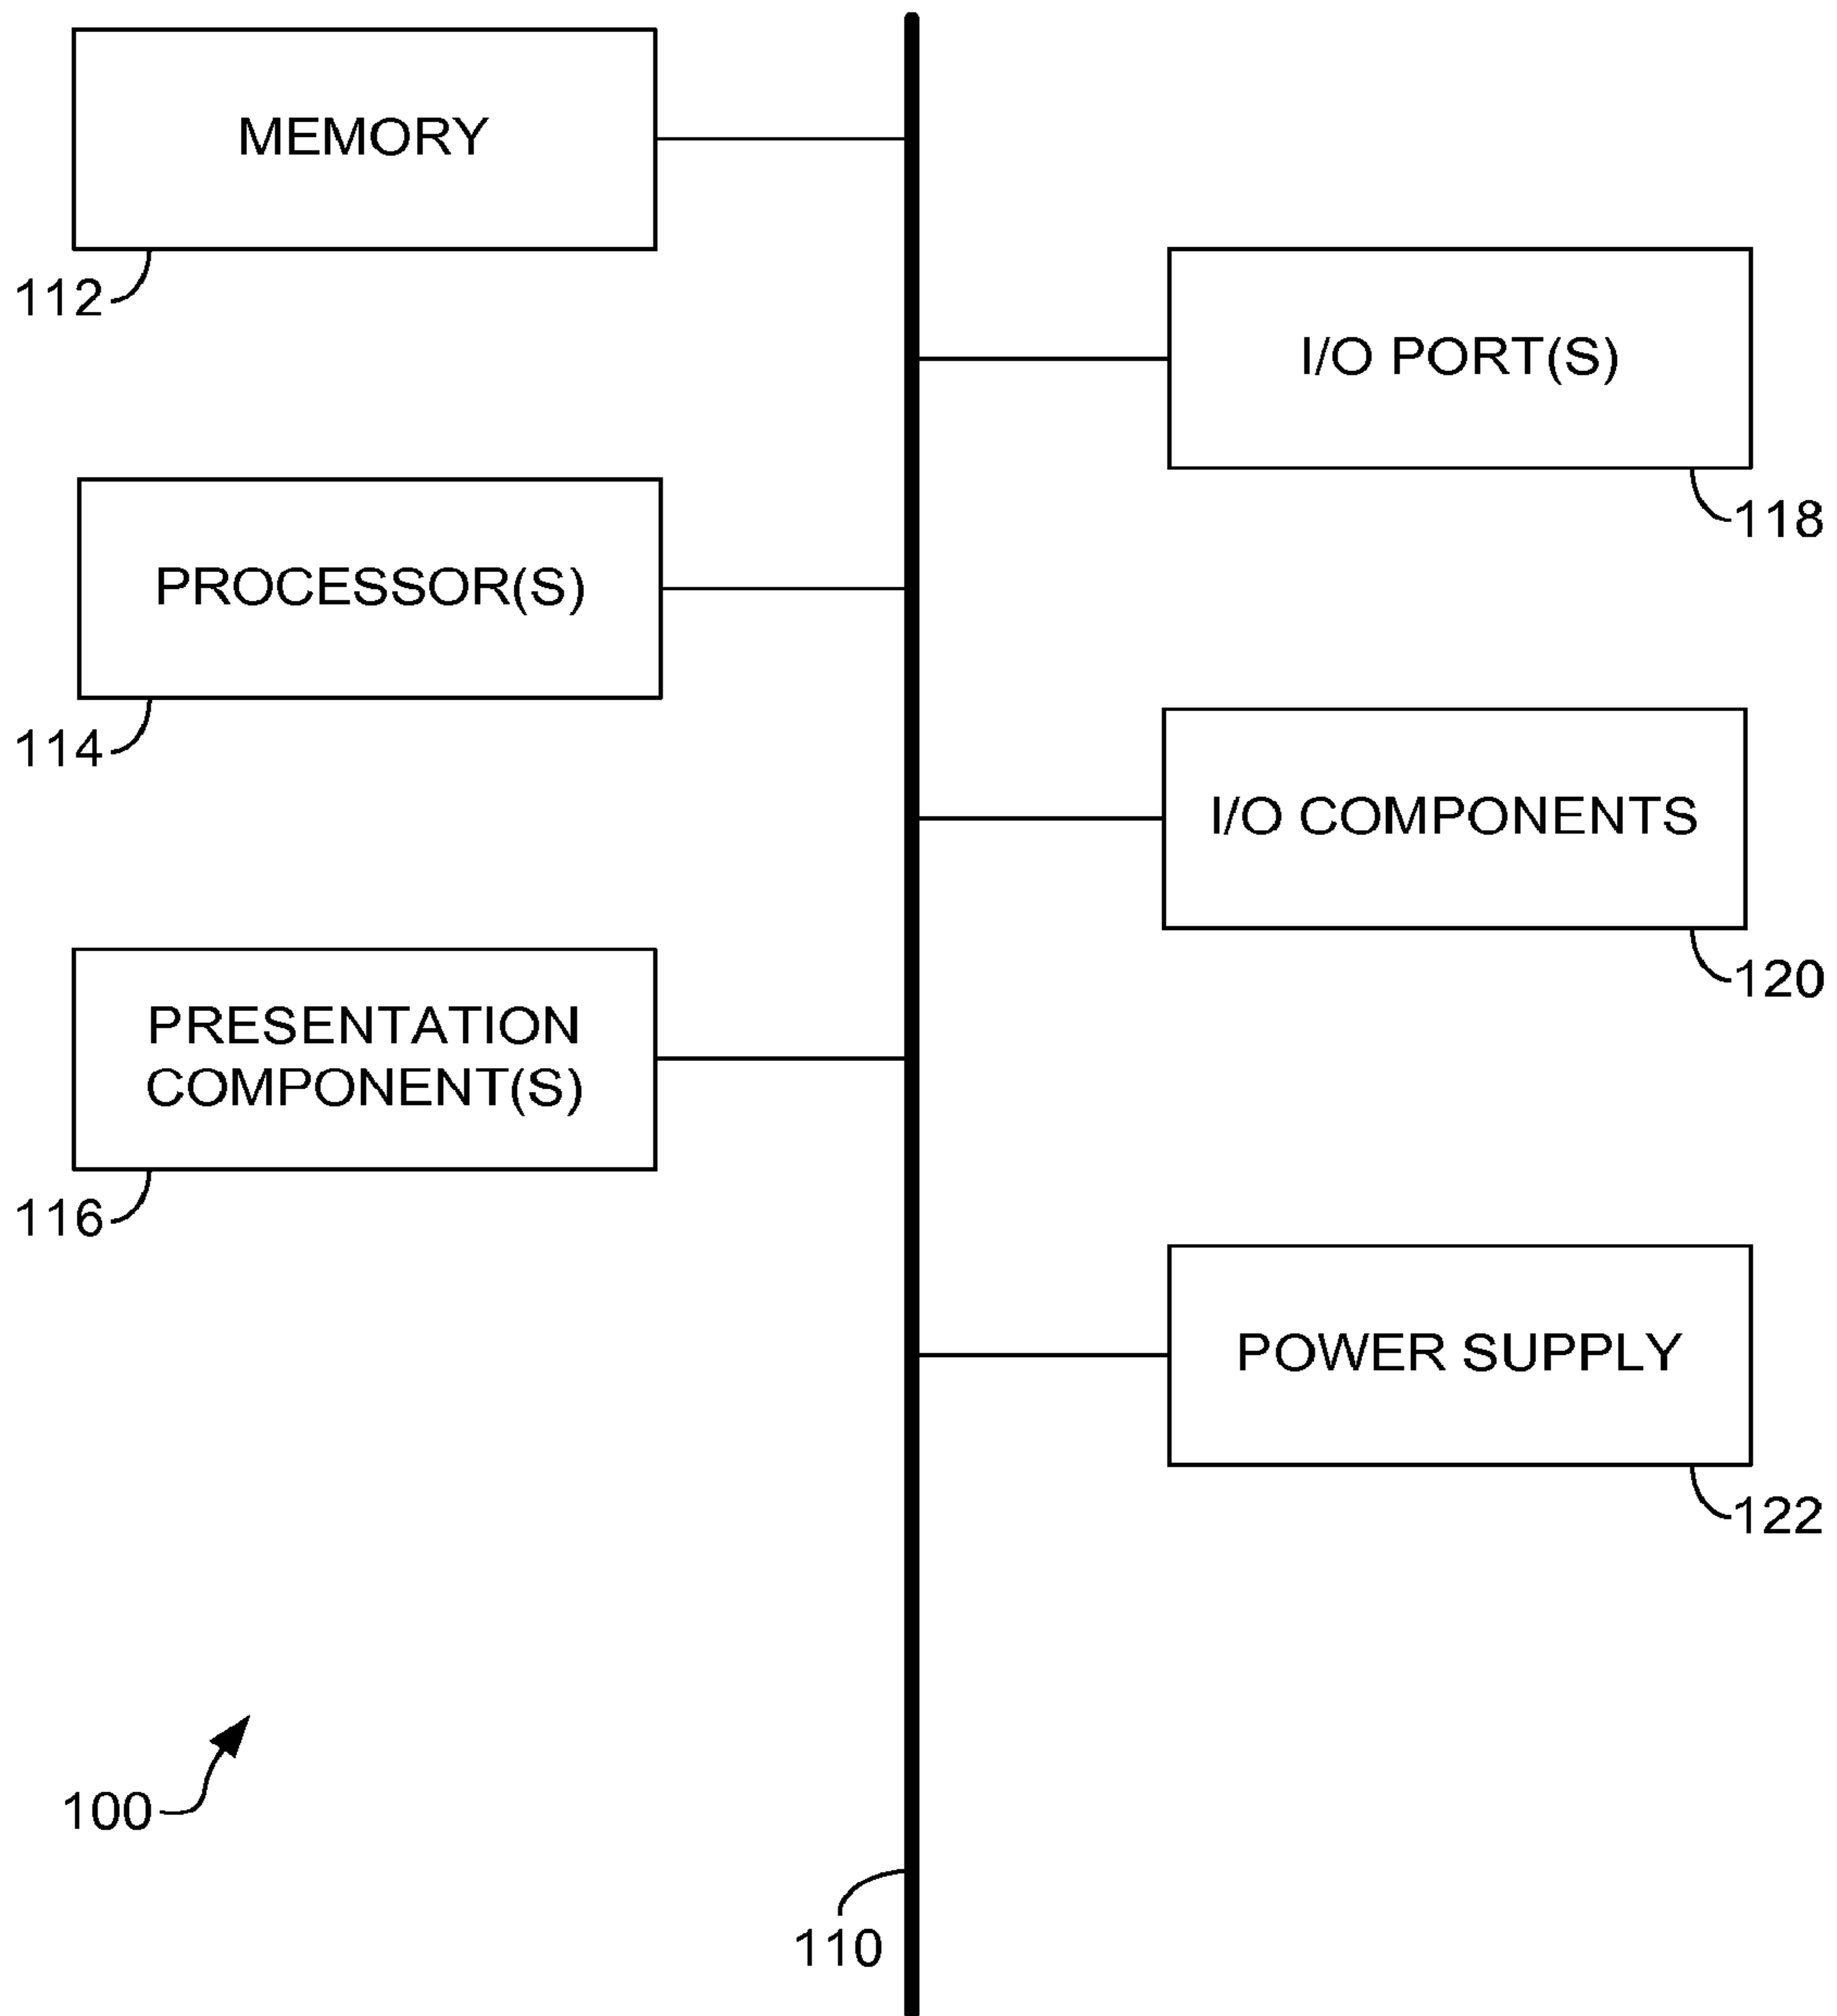 MEMORY
112
I/O PORT(S)
118
PROCESSOR(S)
114
I/O COMPONENTS
120
PRESENTATION
COMPONENT(S)
116
POWER SUPPLY
122
100
110